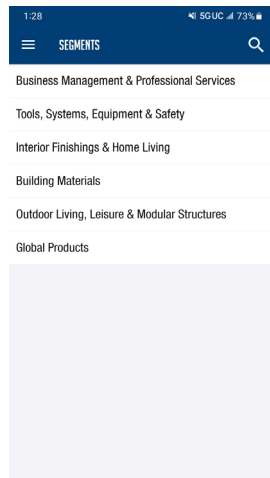 1:28
5GUC 73%
SEGMENTS
Business Management & Professional Services
Tools, Systems, Equipment & Safety
Interior Finishings & Home Living
Building Materials
Outdoor Living, Leisure & Modular Structures
Global Products